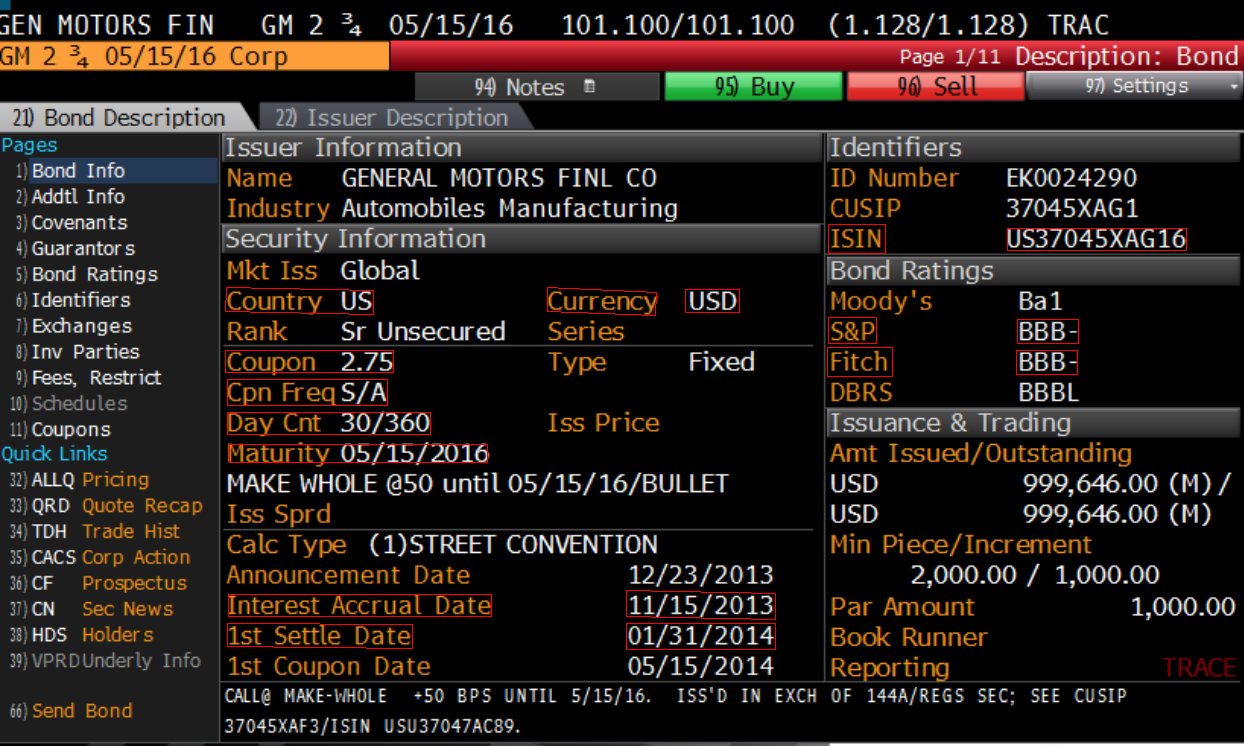 GEN MOTORS FIN GM 2 ¾ 05/15/16 101.100/101.100 (1.128/1.128) TRAC
GM 2 ¾ 05/15/16 Corp Page 1/11 Description: Bond
94) Notes 95) Buy 96) Sell 97) Settings
21) Bond Description 22) Issuer Description
Pages
1) Bond Info
2) Addtl Info
3) Covenants
4) Guarantors
5) Bond Ratings
6) Identifiers
7) Exchanges
8) Inv Parties
9) Fees, Restrict
10) Schedules
11) Coupons
Quick Links
32) ALLQ Pricing
33) QRD Quote Recap
34) TDH Trade Hist
35) CACS Corp Action
36) CF Prospectus
37) CN Sec News
38) HDS Holders
39) VPRD Underly Info
66) Send Bond
Issuer Information
Name GENERAL MOTORS FINL CO
Industry Automobiles Manufacturing
Security Information
Mkt Iss Global
Country US Currency USD
Rank Sr Unsecured Series
Coupon 2.75 Type Fixed
Cpn Freq S/A
Day Cnt 30/360 Iss Price
Maturity 05/15/2016
MAKE WHOLE @50 until 05/15/16/BULLET
Iss Sprd
Calc Type (1)STREET CONVENTION
Announcement Date 12/23/2013
Interest Accrual Date 11/15/2013
1st Settle Date 01/31/2014
1st Coupon Date 05/15/2014
Identifiers
ID Number EK0024290
CUSIP 37045XAG1
ISIN US37045XAG16
Bond Ratings
Moody's Ba1
S&P BBB-
Fitch BBB-
DBRS BBBL
Issuance & Trading
Amt Issued/Outstanding
USD 999,646.00 (M) /
USD 999,646.00 (M)
Min Piece/Increment
2,000.00 / 1,000.00
Par Amount 1,000.00
Book Runner
Reporting TRACE
CALL@ MAKE-WHOLE +50 BPS UNTIL 5/15/16. ISS'D IN EXCH OF 144A/REGS SEC; SEE CUSIP
37045XAF3/ISIN USU37047AC89.